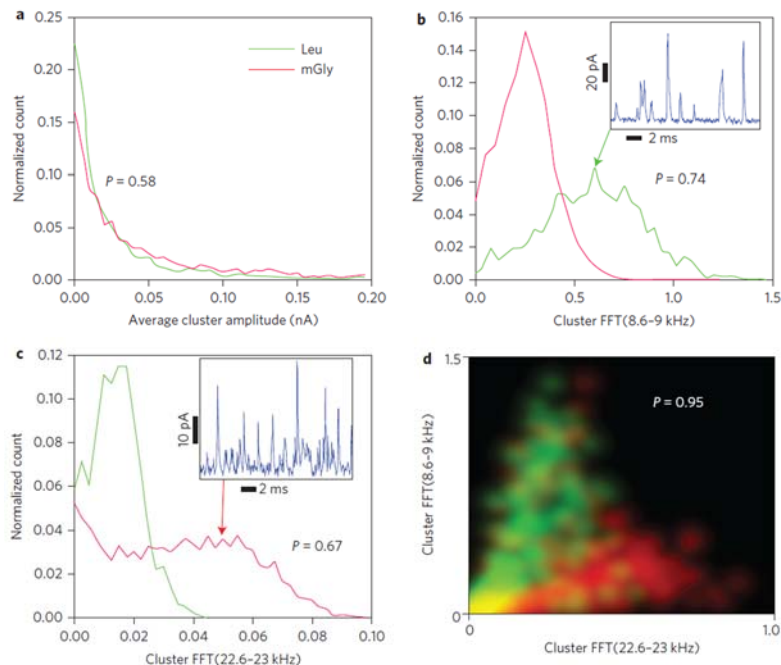 a
Leu
mGly
P = 0.58
Normalized count
0.25
0.20
0.15
0.10
0.05
0.00
0.00
0.05
0.10
0.15
0.20
Average cluster amplitude (nA)
b
20 pA
2 ms
P = 0.74
Normalized count
0.16
0.14
0.12
0.10
0.08
0.06
0.04
0.02
0.00
0.0
0.5
1.0
1.5
Cluster FFT(8.6–9 kHz)
c
10 pA
2 ms
P = 0.67
Normalized count
0.12
0.10
0.08
0.06
0.04
0.02
0.00
0.00
0.02
0.04
0.06
0.08
0.10
Cluster FFT(22.6–23 kHz)
d
1.5
P = 0.95
Cluster FFT(8.6–9 kHz)
0
0
1.0
Cluster FFT(22.6–23 kHz)